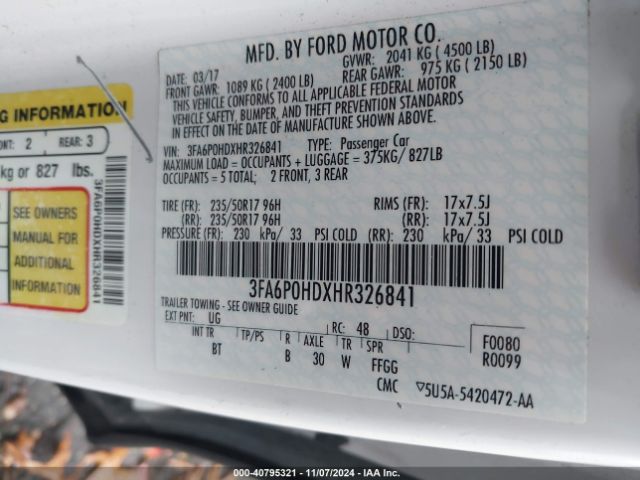 MFD. BY FORD MOTOR CO.
DATE: 03/17 GVWR: 2041 KG ( 4500 LB)
FRONT GAWR: 1089 KG ( 2400 LB) REAR GAWR: 975 KG ( 2150 LB)
THIS VEHICLE CONFORMS TO ALL APPLICABLE FEDERAL MOTOR
VEHICLE SAFETY, BUMPER, AND THEFT PREVENTION STANDARDS
IN EFFECT ON THE DATE OF MANUFACTURE SHOWN ABOVE.
VIN: 3FA6P0HDXHR326841 TYPE: Passenger Car
MAXIMUM LOAD = OCCUPANTS + LUGGAGE = 375KG/ 827LB
OCCUPANTS = 5 TOTAL; 2 FRONT, 3 REAR
TIRE (FR): 235/50R17 96H RIMS (FR): 17x7.5J
(RR): 235/50R17 96H (RR): 17x7.5J
PRESSURE (FR): 230 kPa/ 33 PSI COLD (RR): 230 kPa/ 33 PSI COLD
3FA6P0HDXHR326841
TRAILER TOWING - SEE OWNER GUIDE
EXT PNT: UG RC: 48 DSO:
INT TR TP/PS R AXLE TR SPR
BT B 30 W FFGG
F0080
R0099
CMC 5U5A-5420472-AA
INFORMATION
2 REAR: 3
kg or 827 lbs.
SEE OWNERS
MANUAL FOR
ADDITIONAL
INFORMATION
3FA6P0HDXHR326841
000-40795321 | 11/07/2024 | IAA Inc.